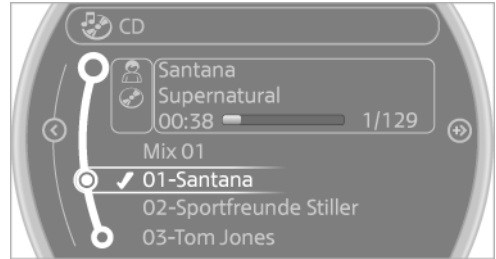 CD
Santana
Supernatural
00:38 1/129
Mix 01
01-Santana
02-Sportfreunde Stiller
03-Tom Jones